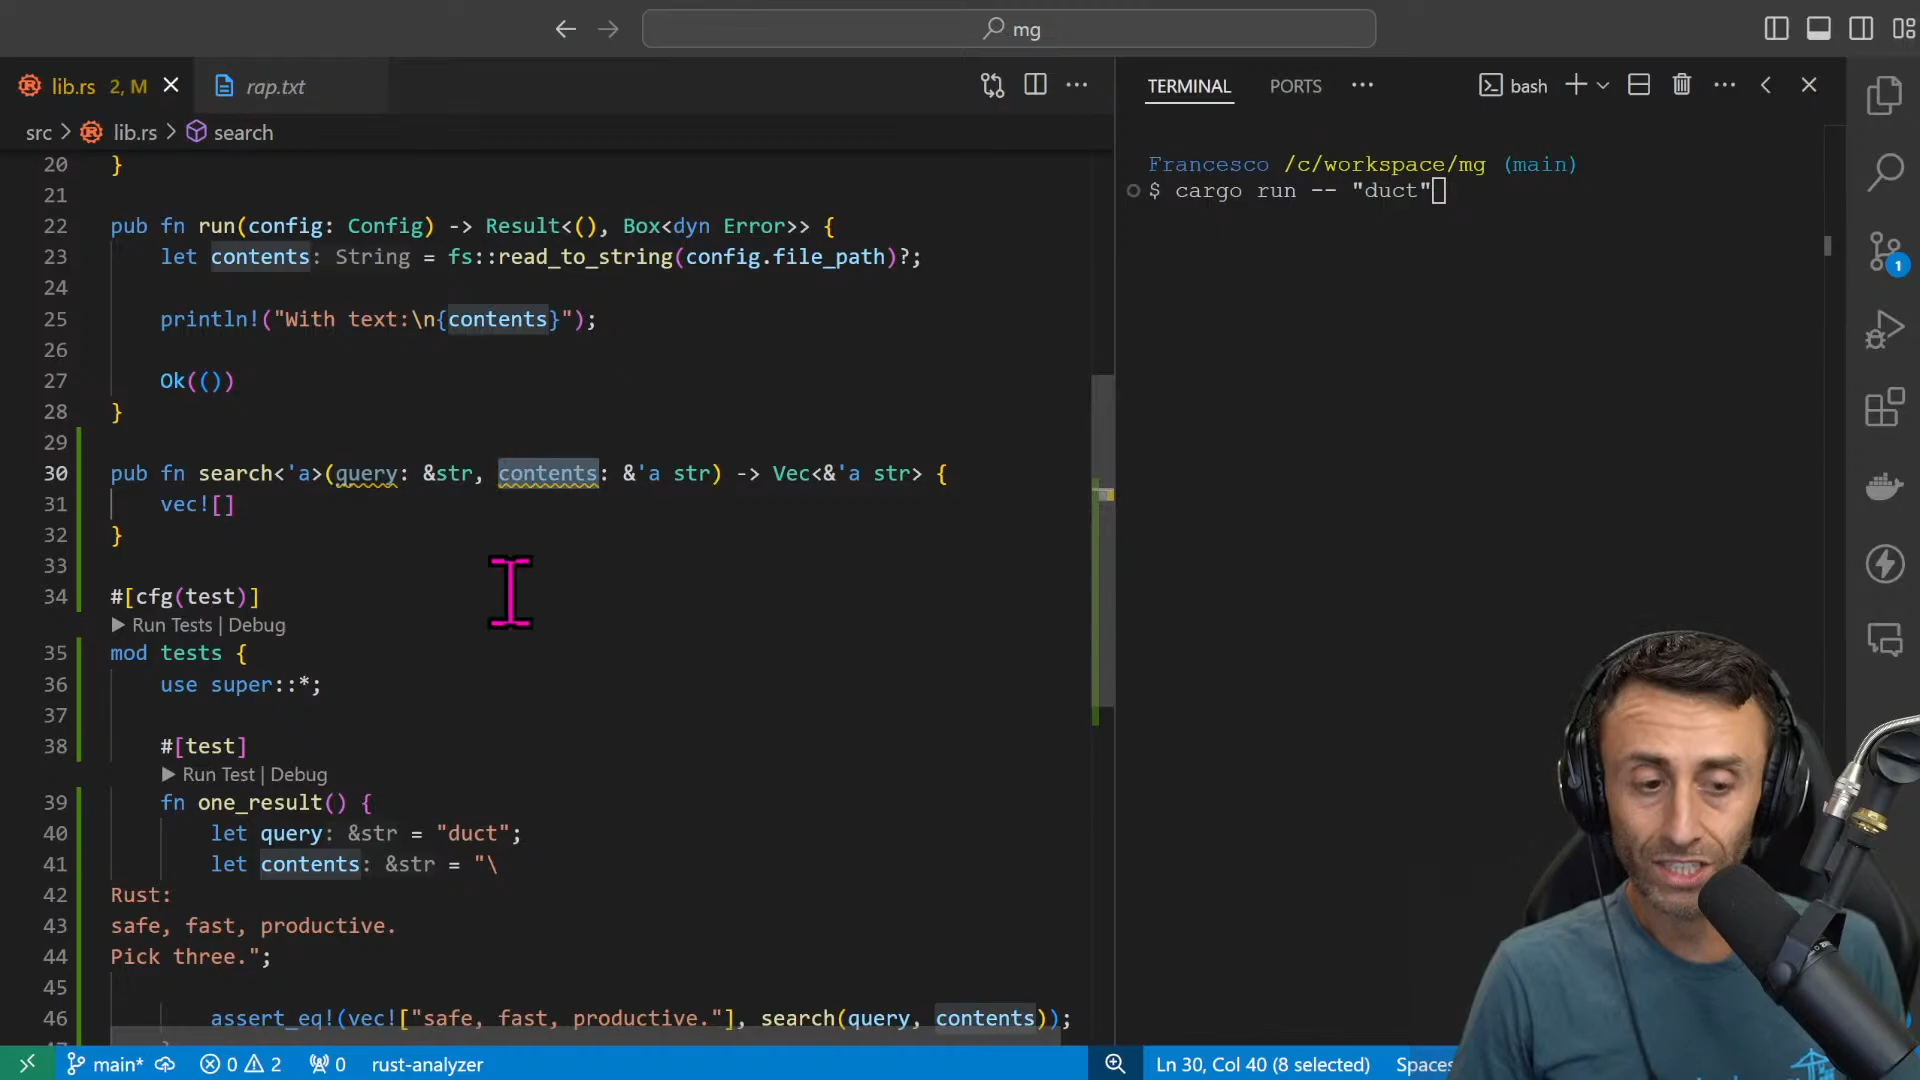 mg
lib.rs 2, M
rap.txt
src > lib.rs > search
20 }
21
22 pub fn run(config: Config) -> Result<(), Box<dyn Error>> {
23 let contents: String = fs::read_to_string(config.file_path)?;
24
25 println!("With text:\n{contents}");
26
27 Ok(())
28 }
29
30 pub fn search<'a>(query: &str, contents: &'a str) -> Vec<&'a str> {
31 vec![]
32 }
33
34 #[cfg(test)]
Run Tests | Debug
35 mod tests {
36 use super::*;
37
38 #[test]
Run Test | Debug
39 fn one_result() {
40 let query: &str = "duct";
41 let contents: &str = "\
42 Rust:
43 safe, fast, productive.
44 Pick three.";
45
46 assert_eq!(vec!["safe, fast, productive."], search(query, contents));
TERMINAL PORTS
bash
Francesco /c/workspace/mg (main)
$ cargo run -- "duct"
1
main* 0 2 0 rust-analyzer
Ln 30, Col 40 (8 selected) Spaces